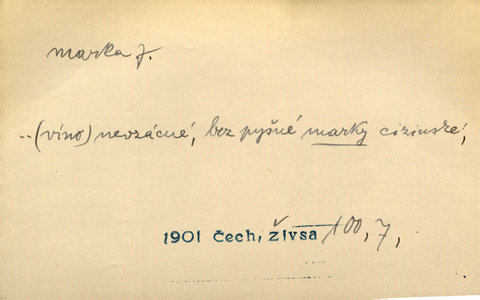 marka f.
..(víno) nevzácné, bez pyšné marky cizinské,
1901 Čech, Živsa 100, 7,